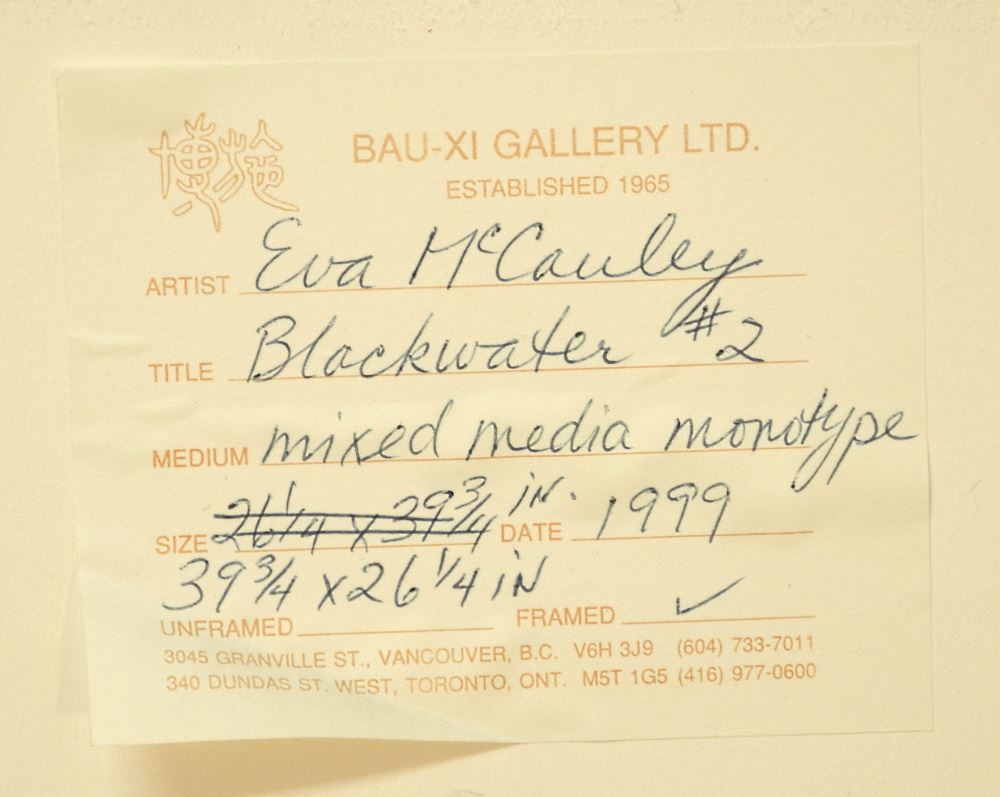 博施
BAU-XI GALLERY LTD.
ESTABLISHED 1965
ARTIST Eva McCauley
TITLE Blackwater #2
MEDIUM mixed media monotype
SIZE 26 1/4 x 39 3/4 in. DATE 1999
39 3/4 x 26 1/4 in
UNFRAMED FRAMED ✓
3045 GRANVILLE ST., VANCOUVER, B.C. V6H 3J9 (604) 733-7011
340 DUNDAS ST. WEST, TORONTO, ONT. M5T 1G5 (416) 977-0600